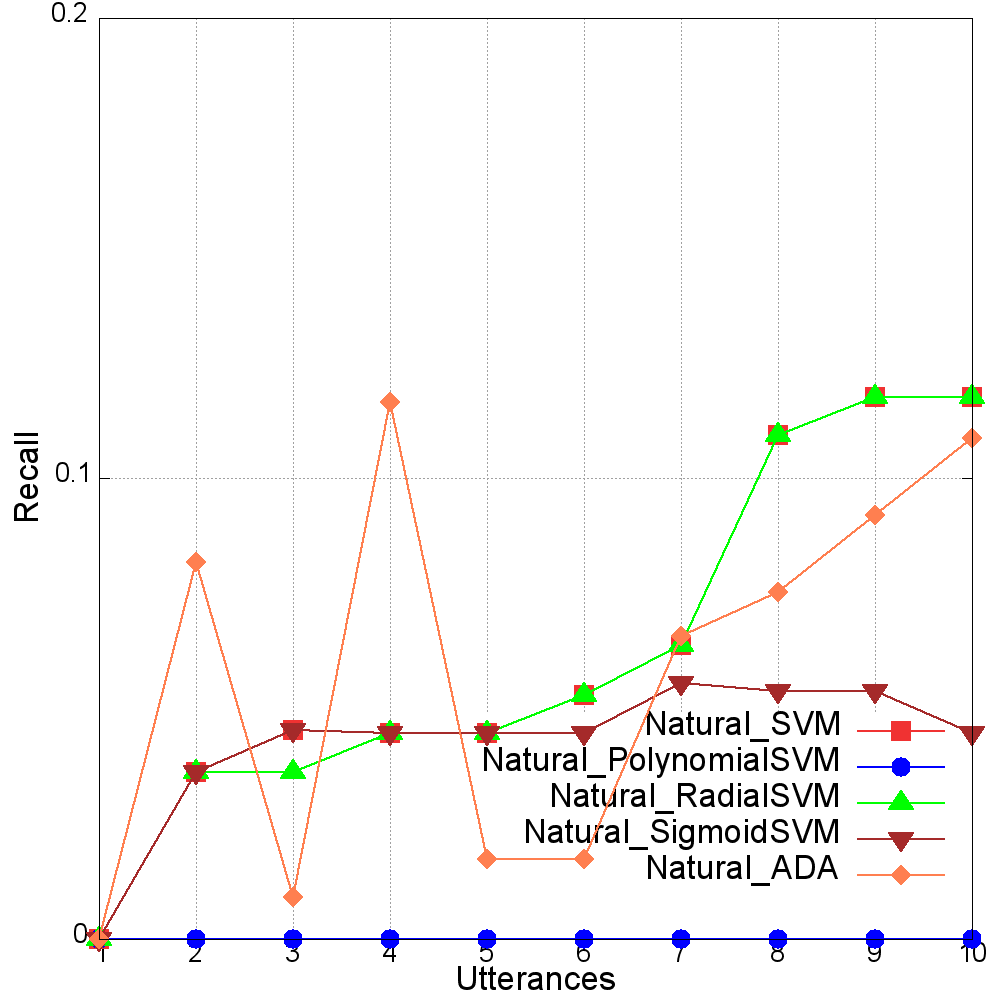 0.2
0.1
0
Recall
1 2 3 4 5 6 7 8 9 10
Utterances
Natural_SVM
Natural_PolynomialSVM
Natural_RadialSVM
Natural_SigmoidSVM
Natural_ADA